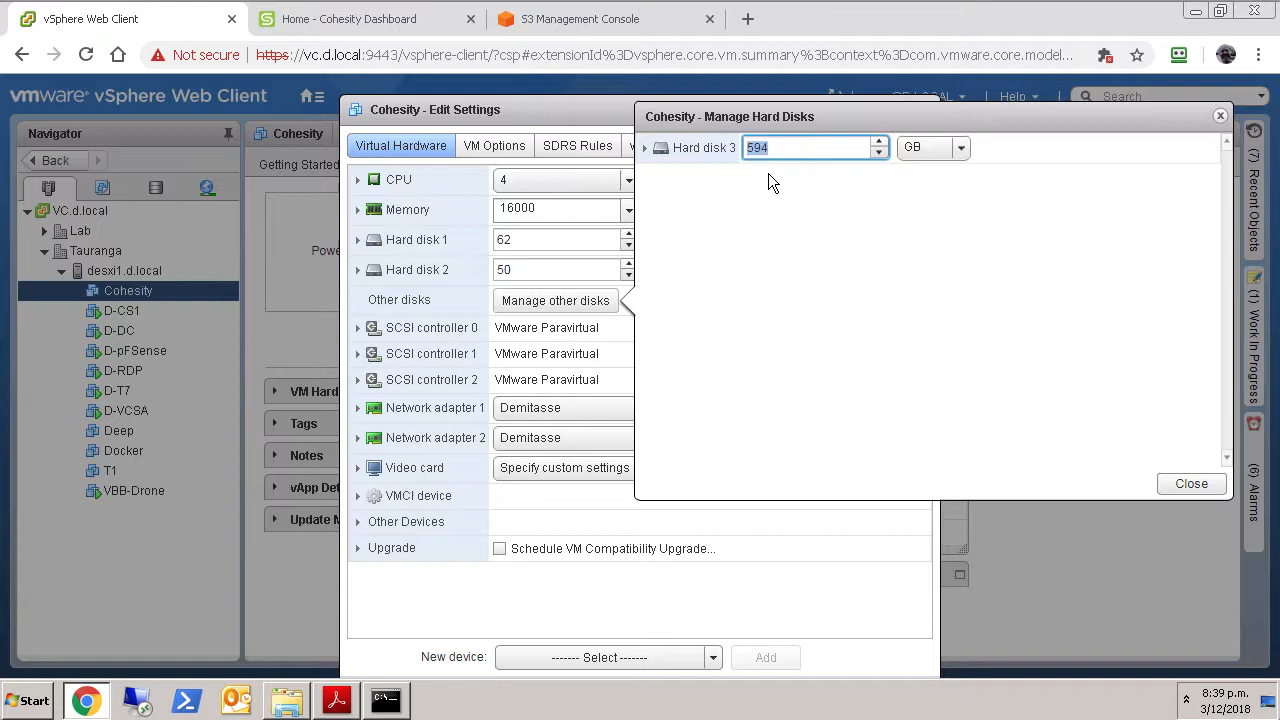 vSphere Web Client
Home - Cohesity Dashboard
S3 Management Console
Not secure
https://vc.d.local:9443/vsphere-client/?csp#extensionId%3Dvsphere.core.vm.summary%3Bcontext%3Dcom.vmware.core.model...
vmware® vSphere Web Client
Help
Search
Navigator
Back
VC.d.local
Lab
Tauranga
desxi1.d.local
Cohesity
D-CS1
D-DC
D-pFSense
D-RDP
D-T7
D-VCSA
Deep
Docker
T1
VBB-Drone
Cohesity
Getting Started
VM Hard
Tags
Notes
vApp Det
Cohesity - Edit Settings
Virtual Hardware
VM Options
SDRS Rules
CPU
4
Memory
16000
Hard disk 1
62
Hard disk 2
50
Other disks
Manage other disks
SCSI controller 0
VMware Paravirtual
SCSI controller 1
VMware Paravirtual
SCSI controller 2
VMware Paravirtual
Network adapter 1
Demitasse
Network adapter 2
Demitasse
Video card
Specify custom settings
VMCI device
Other Devices
Upgrade
Schedule VM Compatibility Upgrade...
New device:
------- Select -------
Add
Cohesity - Manage Hard Disks
Hard disk 3
594
GB
Close
(7) Recent Objects
(1) Work In Progress
(6) Alarms
Start
8:39 p.m.
3/12/2018